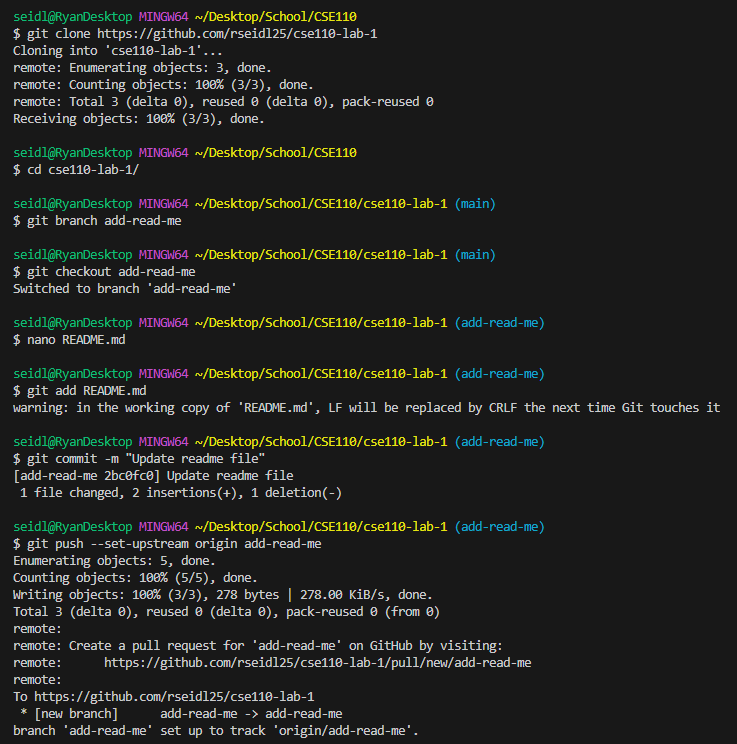 seidl@RyanDesktop MINGW64 ~/Desktop/School/CSE110
$ git clone https://github.com/rseidl25/cse110-lab-1
Cloning into 'cse110-lab-1'...
remote: Enumerating objects: 3, done.
remote: Counting objects: 100% (3/3), done.
remote: Total 3 (delta 0), reused 0 (delta 0), pack-reused 0
Receiving objects: 100% (3/3), done.

seidl@RyanDesktop MINGW64 ~/Desktop/School/CSE110
$ cd cse110-lab-1/

seidl@RyanDesktop MINGW64 ~/Desktop/School/CSE110/cse110-lab-1 (main)
$ git branch add-read-me

seidl@RyanDesktop MINGW64 ~/Desktop/School/CSE110/cse110-lab-1 (main)
$ git checkout add-read-me
Switched to branch 'add-read-me'

seidl@RyanDesktop MINGW64 ~/Desktop/School/CSE110/cse110-lab-1 (add-read-me)
$ nano README.md

seidl@RyanDesktop MINGW64 ~/Desktop/School/CSE110/cse110-lab-1 (add-read-me)
$ git add README.md
warning: in the working copy of 'README.md', LF will be replaced by CRLF the next time Git touches it

seidl@RyanDesktop MINGW64 ~/Desktop/School/CSE110/cse110-lab-1 (add-read-me)
$ git commit -m "Update readme file"
[add-read-me 2bc0fc0] Update readme file
 1 file changed, 2 insertions(+), 1 deletion(-)

seidl@RyanDesktop MINGW64 ~/Desktop/School/CSE110/cse110-lab-1 (add-read-me)
$ git push --set-upstream origin add-read-me
Enumerating objects: 5, done.
Counting objects: 100% (5/5), done.
Writing objects: 100% (3/3), 278 bytes | 278.00 KiB/s, done.
Total 3 (delta 0), reused 0 (delta 0), pack-reused 0 (from 0)
remote:
remote: Create a pull request for 'add-read-me' on GitHub by visiting:
remote:      https://github.com/rseidl25/cse110-lab-1/pull/new/add-read-me
remote:
To https://github.com/rseidl25/cse110-lab-1
 * [new branch]      add-read-me -> add-read-me
branch 'add-read-me' set up to track 'origin/add-read-me'.